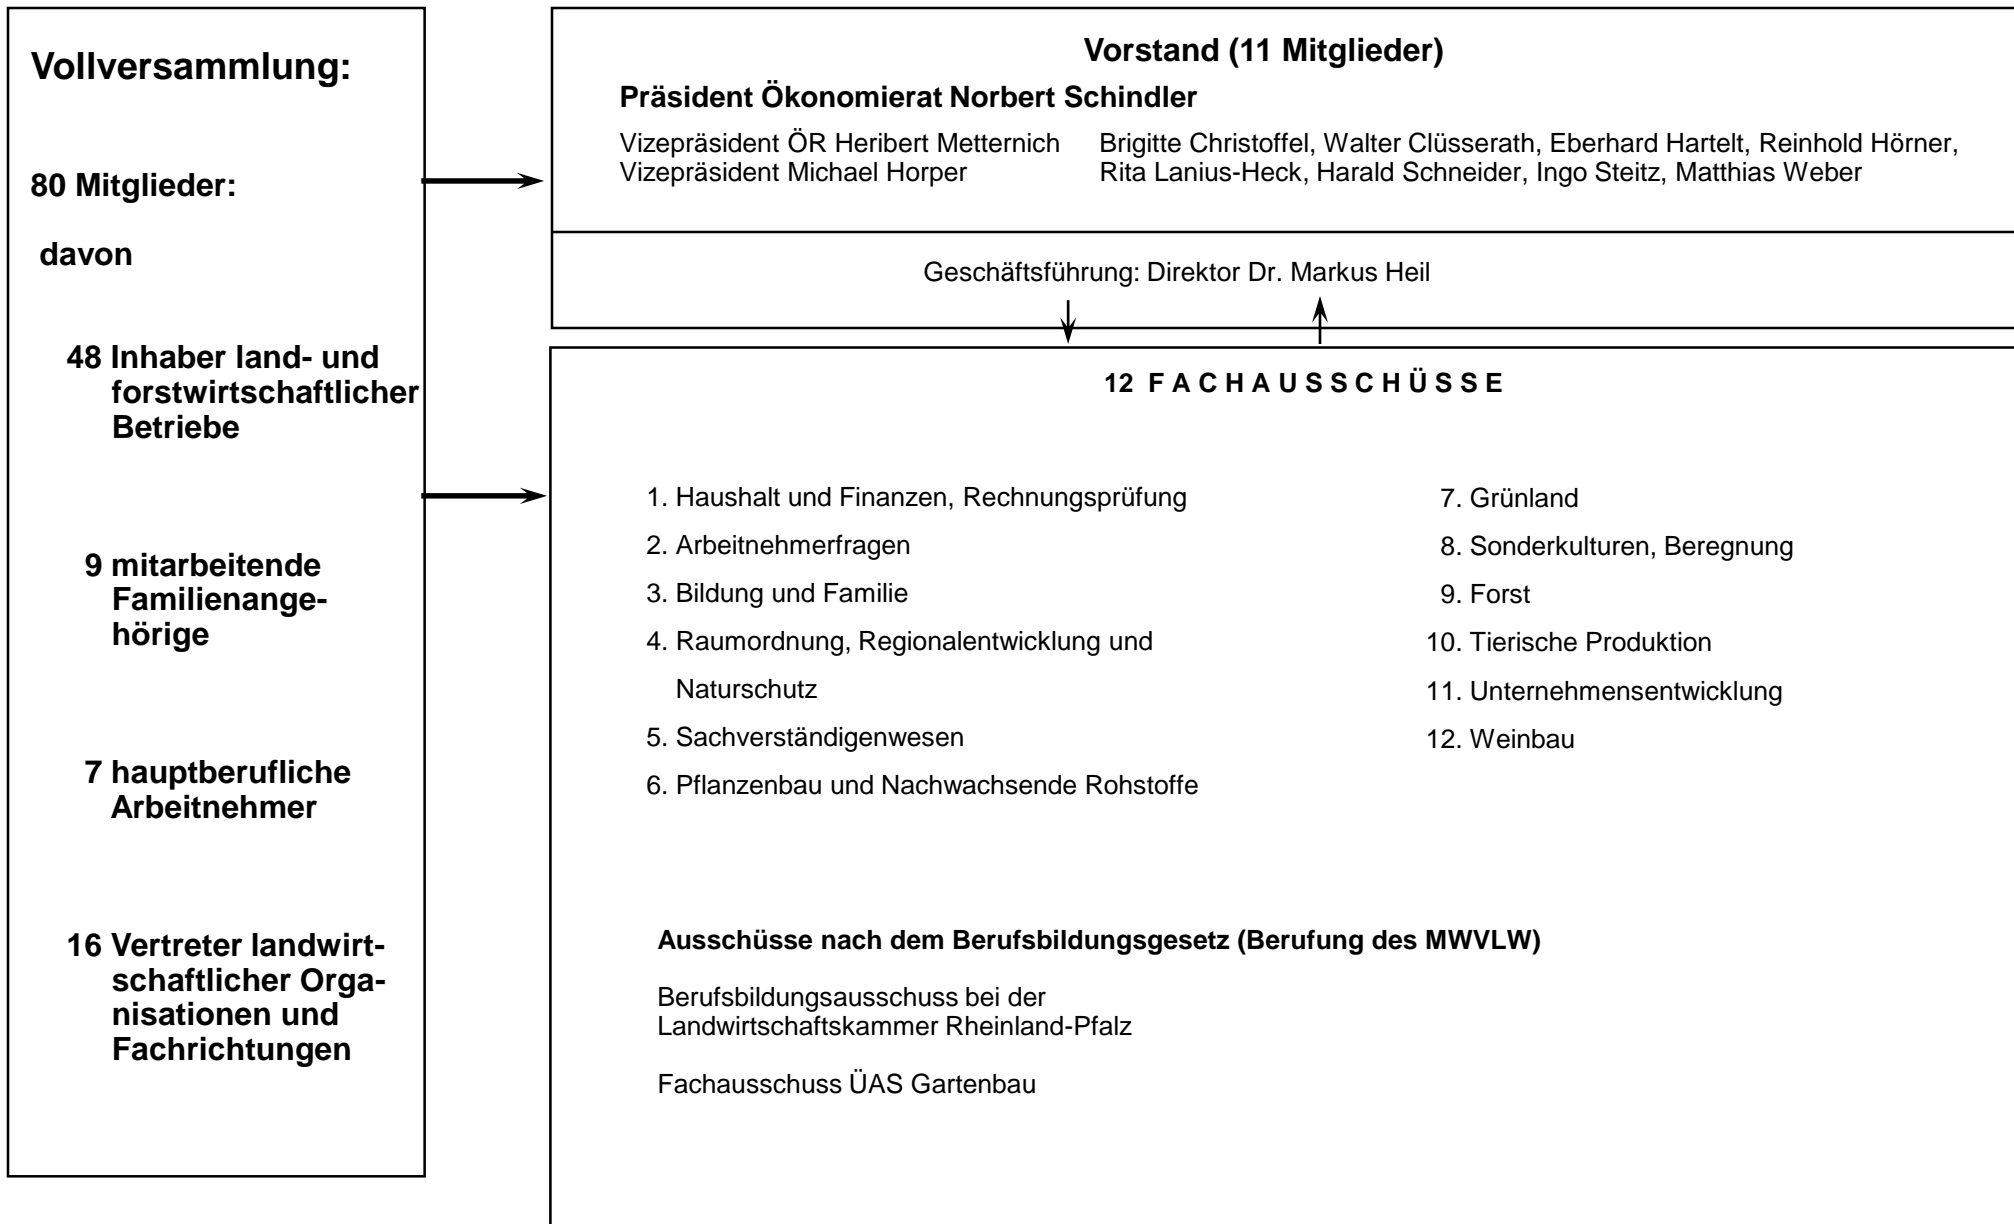 Vollversammlung:
80 Mitglieder:
davon
48 Inhaber land- und
forstwirtschaftlicher
Betriebe
9 mitarbeitende
Familienange-
hörige
7 hauptberufliche
Arbeitnehmer
16 Vertreter landwirt-
schaftlicher Orga-
nisationen und
Fachrichtungen
Vorstand (11 Mitglieder)
Präsident Ökonomierat Norbert Schindler
Vizepräsident ÖR Heribert Metternich
Vizepräsident Michael Horper
Brigitte Christoffel, Walter Clüsserath, Eberhard Hartelt, Reinhold Hörner,
Rita Lanius-Heck, Harald Schneider, Ingo Steitz, Matthias Weber
Geschäftsführung: Direktor Dr. Markus Heil
12 F A C H A U S S C H Ü S S E
1. Haushalt und Finanzen, Rechnungsprüfung
2. Arbeitnehmerfragen
3. Bildung und Familie
4. Raumordnung, Regionalentwicklung und
Naturschutz
5. Sachverständigenwesen
6. Pflanzenbau und Nachwachsende Rohstoffe
7. Grünland
8. Sonderkulturen, Beregnung
9. Forst
10. Tierische Produktion
11. Unternehmensentwicklung
12. Weinbau
Ausschüsse nach dem Berufsbildungsgesetz (Berufung des MWVLW)
Berufsbildungsausschuss bei der
Landwirtschaftskammer Rheinland-Pfalz
Fachausschuss ÜAS Gartenbau